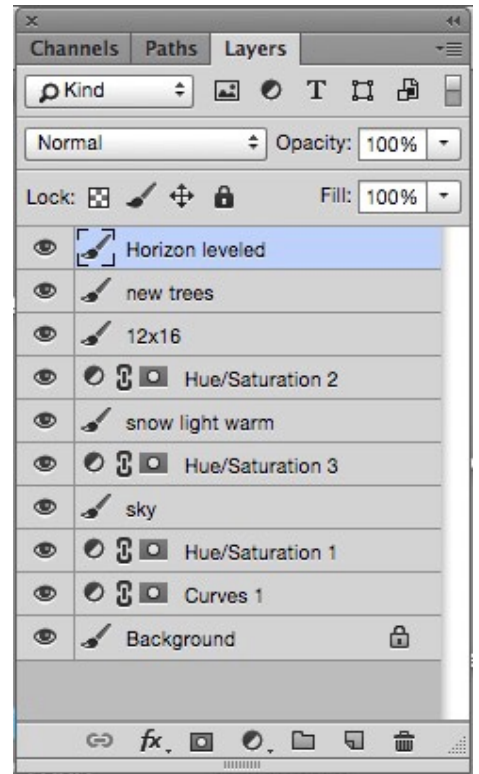 Channels Paths Layers
Kind T
Normal Opacity: 100%
Lock: Fill: 100%
Horizon leveled
new trees
12x16
Hue/Saturation 2
snow light warm
Hue/Saturation 3
sky
Hue/Saturation 1
Curves 1
Background
fx